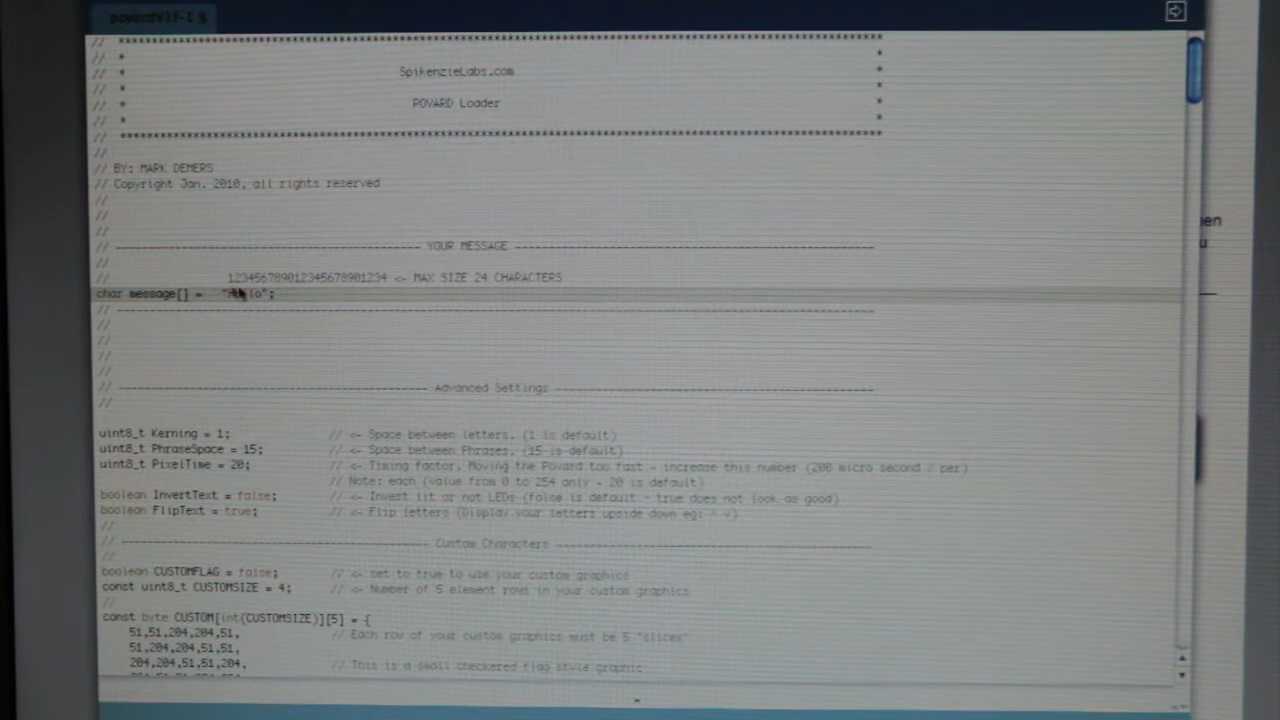 povardV1f-I §
// ***********************************************************************
// * *
// * SpikenzieLabs.com *
// * *
// * POVARD Loader *
// * *
// ***********************************************************************
//
// BY: MARK DEMERS
// Copyright Jan. 2010, all rights reserved
//
//
//
// ---------------------------------------------- YOUR MESSAGE ----------------------------------------------
//
// 123456789012345678901234 <- MAX SIZE 24 CHARACTERS
char message[] =
// ----------------------------------------------------------------------------------------------------
//
//
//
//
// ---------------------------------------------- Advanced Settings ----------------------------------------------
//
uint8_t Kerning = 1; // <- Space between letters. (1 is default)
uint8_t PhraseSpace = 15; // <- Space between Phrases. (15 is default)
uint8_t PixelTime = 20; // <- Timing factor, Moving the Povard too fast - increase this number (200 micro second / per)
// Note: each (value from 0 to 254 only - 20 is default)
boolean InvertText = false; // <- Invert lit or not LEDs (false is default - true does not look as good)
boolean FlipText = true; // <- Flip letters (Display your letters upside down eg: ^ v)
//
// ---------------------------------------------- Custom Characters ----------------------------------------------
//
boolean CUSTOMFLAG = false; // <- set to true to use your custom graphics
const uint8_t CUSTOMSIZE = 4; // <- Number of 5 element rows in your custom graphics
//
const byte CUSTOM[int(CUSTOMSIZE)][5] = {
51,51,204,204,51, // Each row of your custom graphics must be 5 "slices"
51,204,204,51,51,
204,204,51,51,204, // This is a small checkered flag style graphic